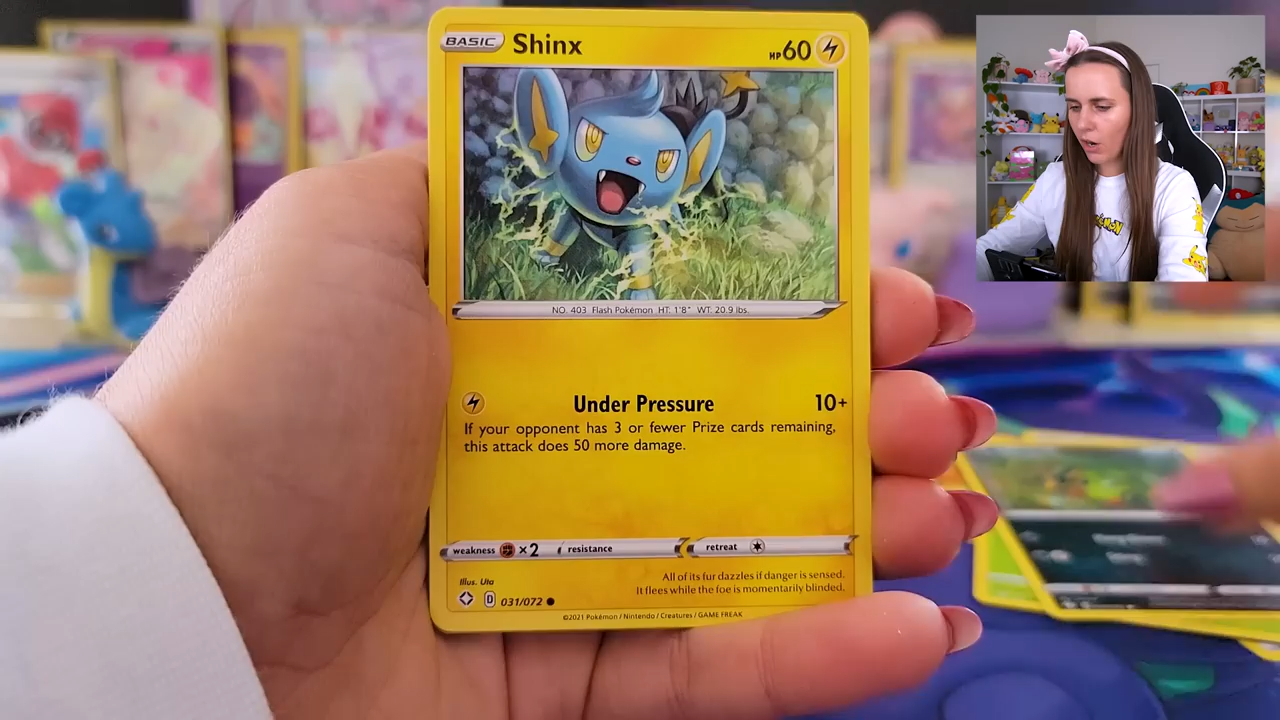 BASIC Shinx HP60
NO. 403 Flash Pokémon HT: 1'8" WT: 20.9 lbs.
Under Pressure 10+
If your opponent has 3 or fewer Prize cards remaining,
this attack does 50 more damage.
weakness ×2 resistance retreat
All of its fur dazzles if danger is sensed.
It flees while the foe is momentarily blinded.
Illus. Uta
D 031/072
©2021 Pokémon / Nintendo / Creatures / GAME FREAK